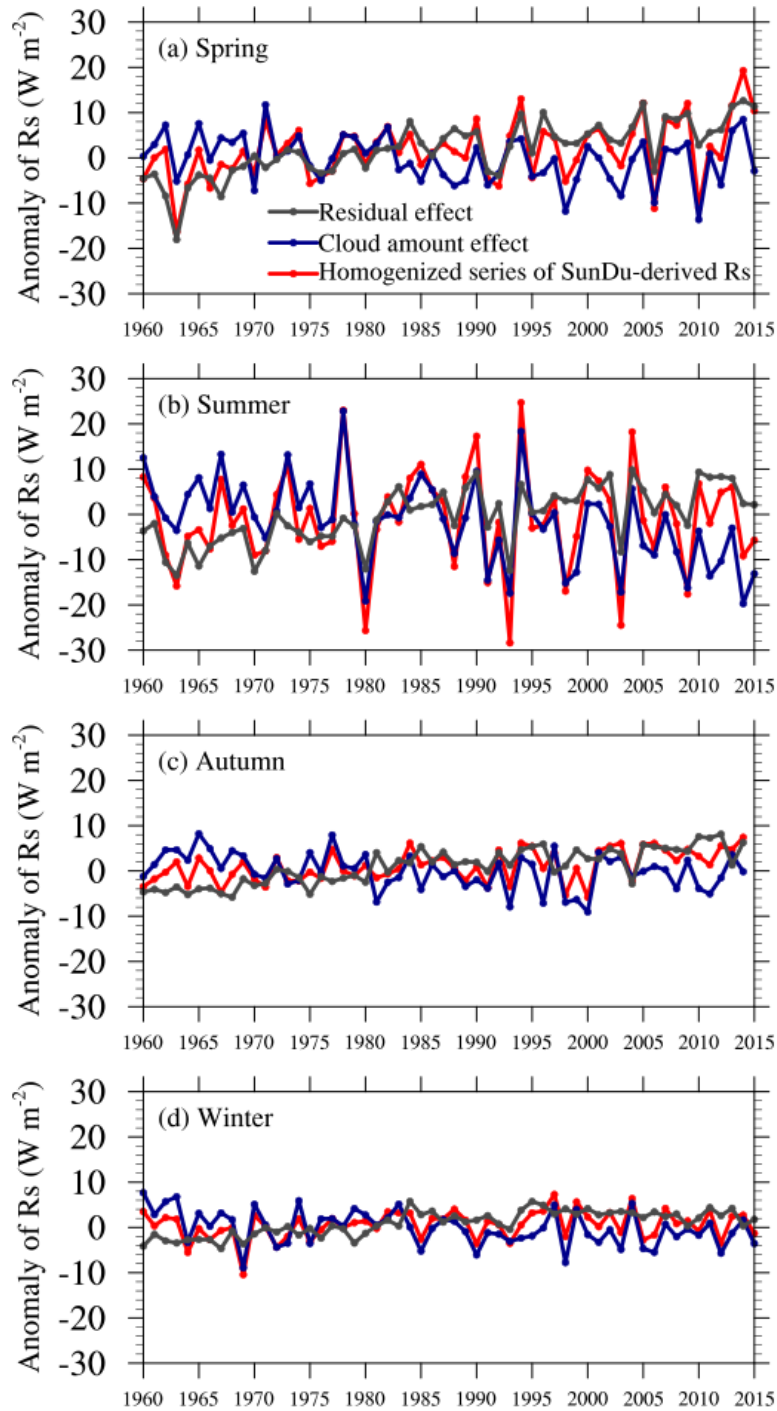 (a) Spring
Anomaly of Rs (W m-2)
30
20
10
0
-10
-20
-30
Residual effect
Cloud amount effect
Homogenized series of SunDu-derived Rs
1960 1965 1970 1975 1980 1985 1990 1995 2000 2005 2010 2015
(b) Summer
Anomaly of Rs (W m-2)
30
20
10
0
-10
-20
-30
1960 1965 1970 1975 1980 1985 1990 1995 2000 2005 2010 2015
(c) Autumn
Anomaly of Rs (W m-2)
30
20
10
0
-10
-20
-30
1960 1965 1970 1975 1980 1985 1990 1995 2000 2005 2010 2015
(d) Winter
Anomaly of Rs (W m-2)
30
20
10
0
-10
-20
-30
1960 1965 1970 1975 1980 1985 1990 1995 2000 2005 2010 2015